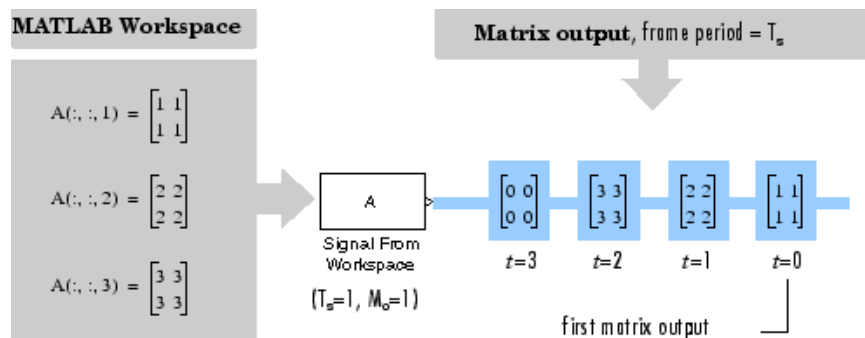 MATLAB Workspace
A(:, :, 1) = [1 1
1 1]
A(:, :, 2) = [2 2
2 2]
A(:, :, 3) = [3 3
3 3]
A
Signal From
Workspace
(Ts=1, Mo=1)
Matrix output, frame period = Ts
[0 0
0 0]
[3 3
3 3]
[2 2
2 2]
[1 1
1 1]
t=3
t=2
t=1
t=0
first matrix output